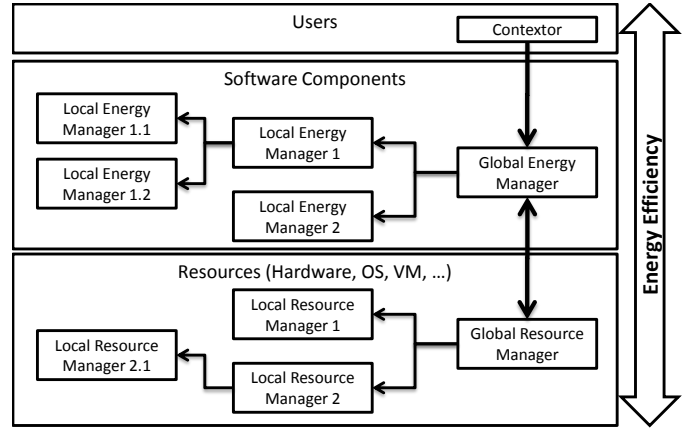 Users
Contextor
Software Components
Local Energy
Manager 1.1
Local Energy
Manager 1
Local Energy
Manager 1.2
Global Energy
Manager
Local Energy
Manager 2
Resources (Hardware, OS, VM, ...)
Local Resource
Manager 1
Local Resource
Manager 2.1
Global Resource
Manager
Local Resource
Manager 2
Energy Efficiency